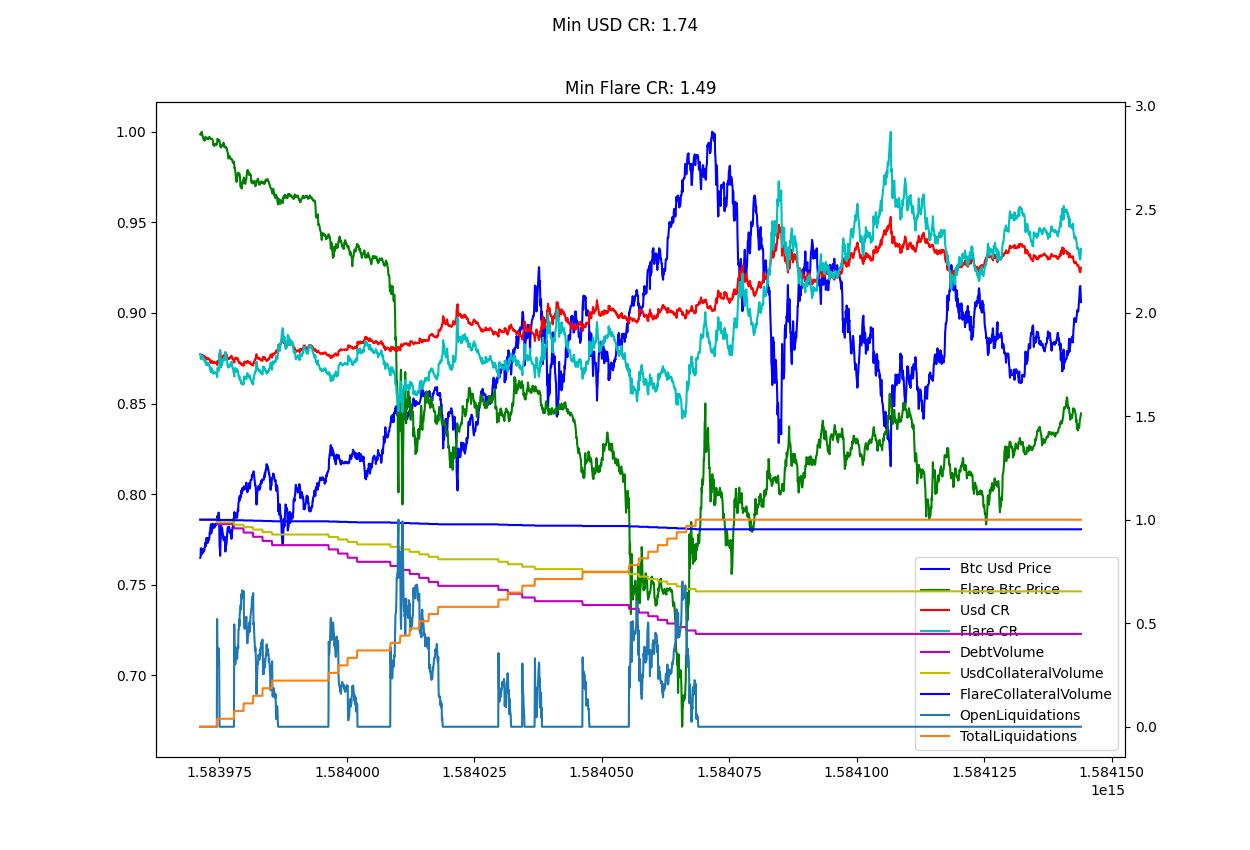 Min USD CR: 1.74
Min Flare CR: 1.49
1.00
0.95
0.90
0.85
0.80
0.75
0.70
3.0
2.5
2.0
1.5
1.0
0.5
0.0
Btc Usd Price
Flare Btc Price
Usd CR
Flare CR
DebtVolume
UsdCollateralVolume
FlareCollateralVolume
OpenLiquidations
TotalLiquidations
1.583975 1.584000 1.584025 1.584050 1.584075 1.584100 1.584125 1.584150
1e15